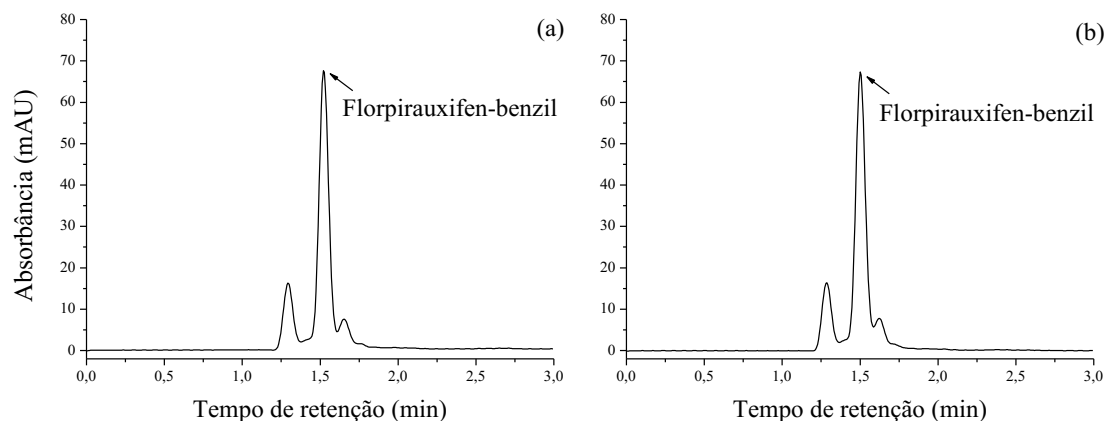 (a)
80
70
60
50
40
30
20
10
0
Florpirauxifen-benzil
Absorbância (mAU)
0,0 0,5 1,0 1,5 2,0 2,5 3,0
Tempo de retenção (min)
(b)
80
70
60
50
40
30
20
10
0
Florpirauxifen-benzil
0,0 0,5 1,0 1,5 2,0 2,5 3,0
Tempo de retenção (min)